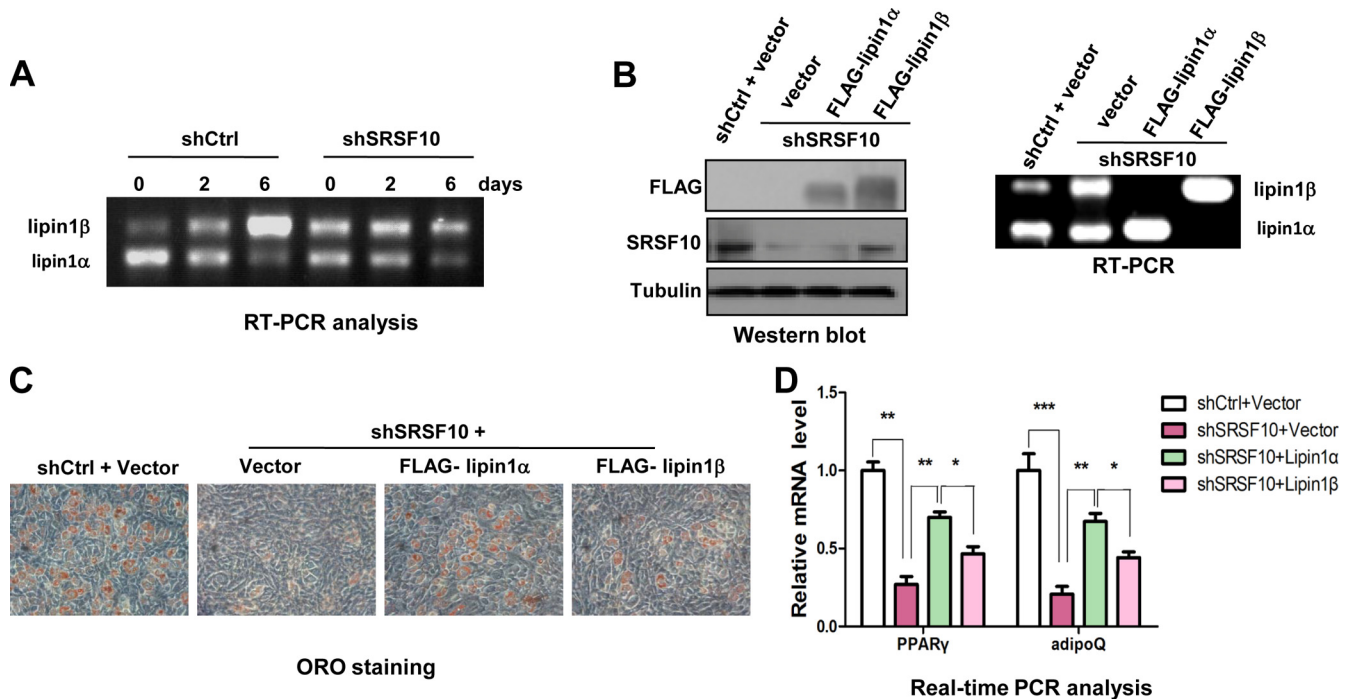 A
shCtrl shSRSF10
0 2 6 0 2 6 days
lipin1β
lipin1α
RT-PCR analysis
B
shCtrl + vector
vector
FLAG-lipin1α
FLAG-lipin1β
shSRSF10
FLAG
SRSF10
Tubulin
Western blot
shCtrl + vector
vector
FLAG-lipin1α
FLAG-lipin1β
shSRSF10
lipin1β
lipin1α
RT-PCR
C
shSRSF10 +
shCtrl + Vector Vector FLAG- lipin1α FLAG- lipin1β
ORO staining
D
Relative mRNA level
1.5
1.0
0.5
0.0
** ** *
*** ** *
PPARγ adipoQ
shCtrl+Vector
shSRSF10+Vector
shSRSF10+Lipin1α
shSRSF10+Lipin1β
Real-time PCR analysis